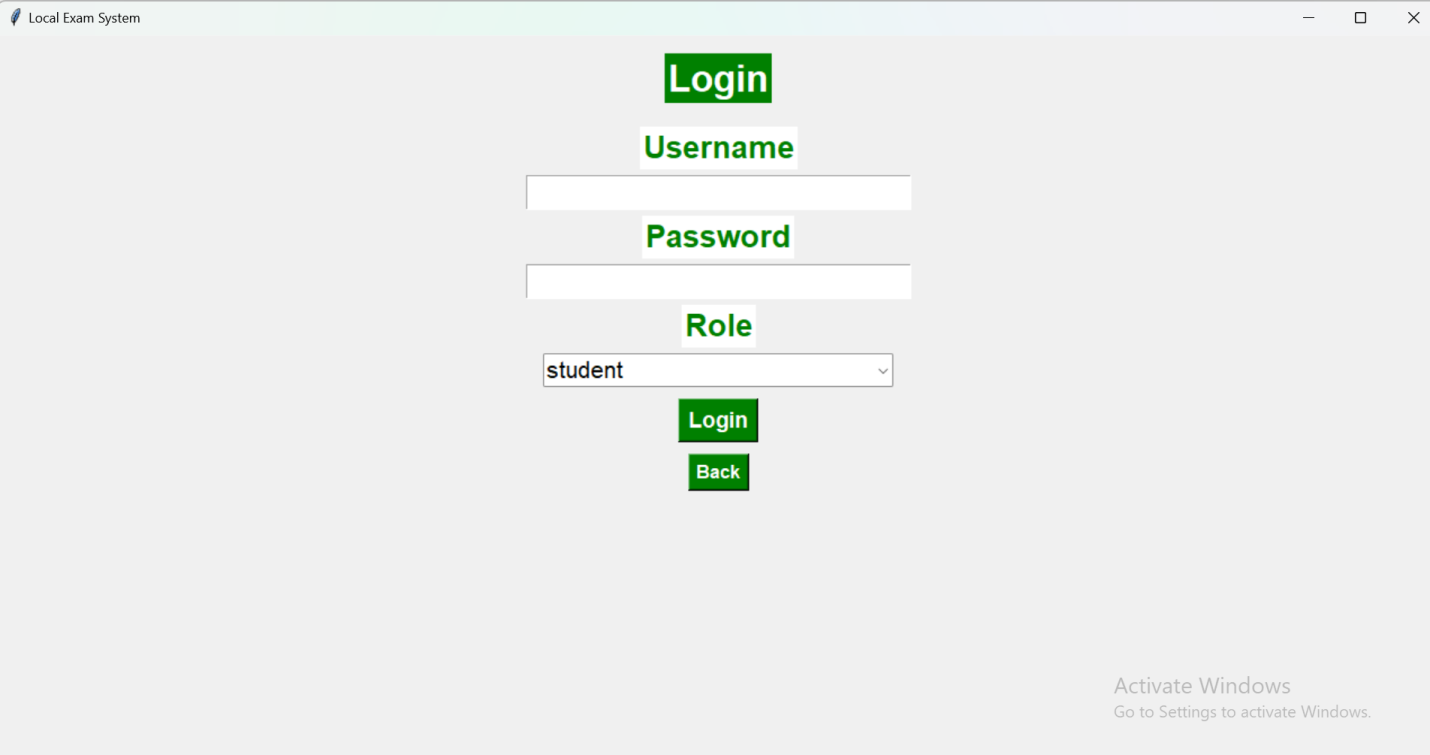 Local Exam System
Login
Username
Password
Role
student
Login
Back
Activate Windows
Go to Settings to activate Windows.